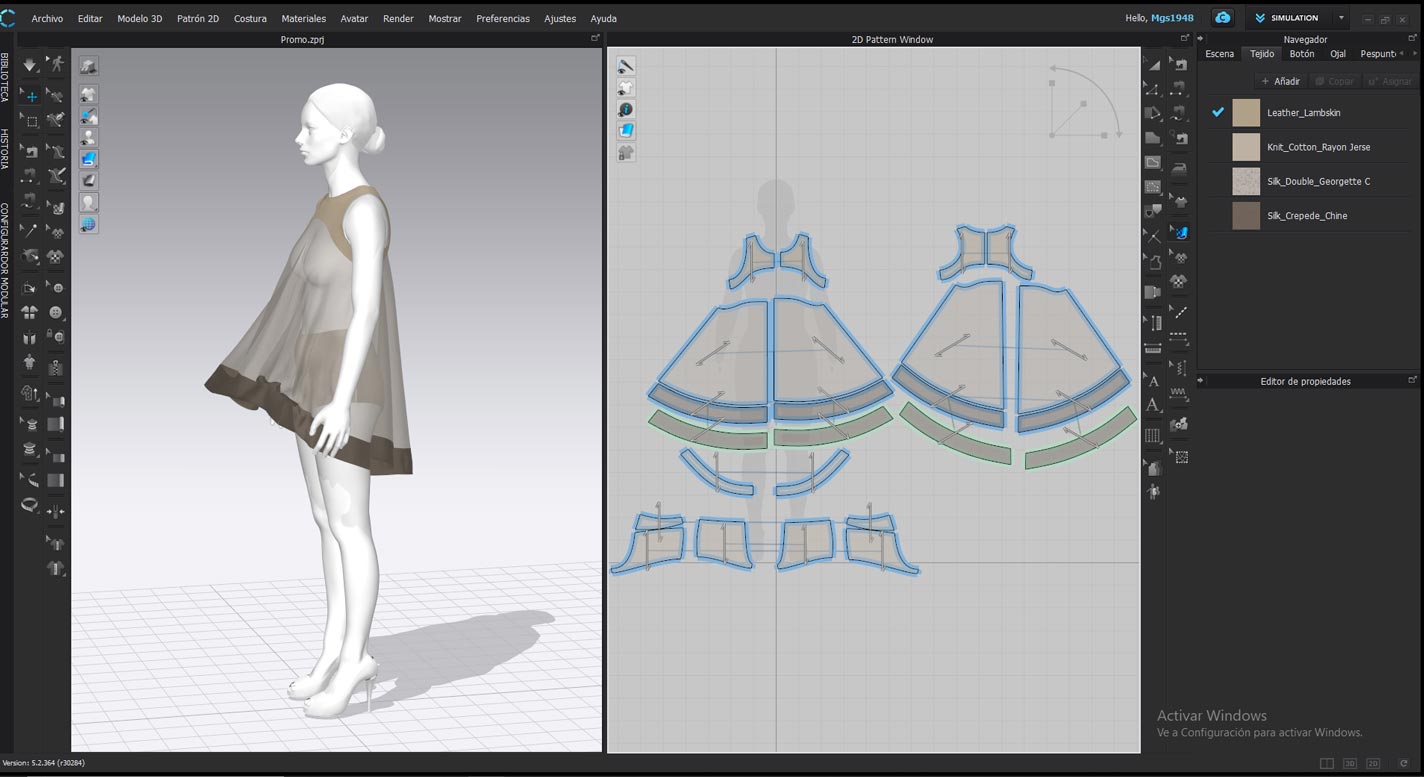 Archivo Editar Modelo 3D Patrón 2D Costura Materiales Avatar Render Mostrar Preferencias Ajustes Ayuda
Hello, Mgs1948
SIMULATION
Promo.zprj
2D Pattern Window
Navegador
Escena Tejido Botón Ojal Pespunt
+ Añadir Copiar Asignar
Leather_Lambskin
Knit_Cotton_Rayon Jerse
Silk_Double_Georgette C
Silk_Crepede_Chine
Editor de propiedades
BIBLIOTECA
HISTORIA
CONFIGURARDOR MODULAR
A
A
Activar Windows
Ve a Configuración para activar Windows.
Version: 5.2.364 (r30284)
3D 2D